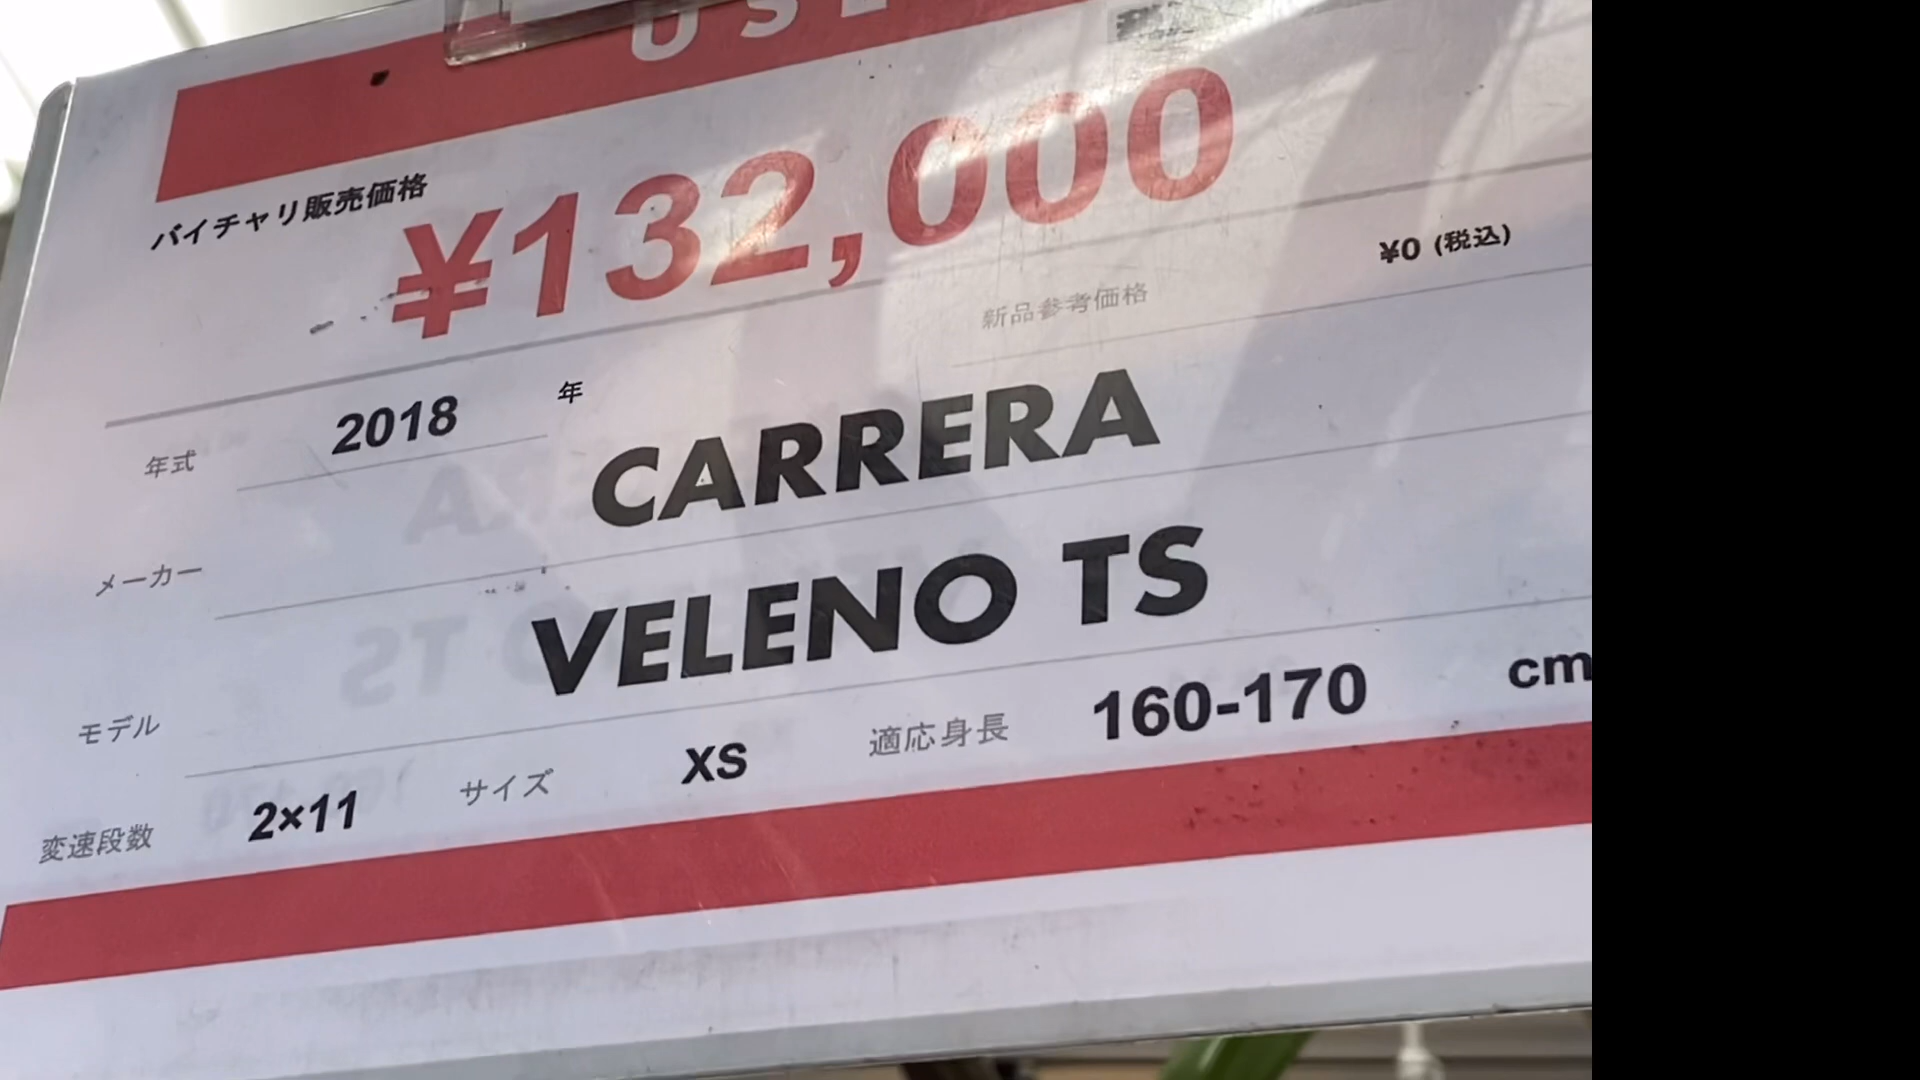 バイチャリ販売価格
¥132,000
新品参考価格 ¥0 (税込)
年式 2018 年
メーカー CARRERA
モデル VELENO TS
変速段数 2×11 サイズ XS 適応身長 160-170 cm